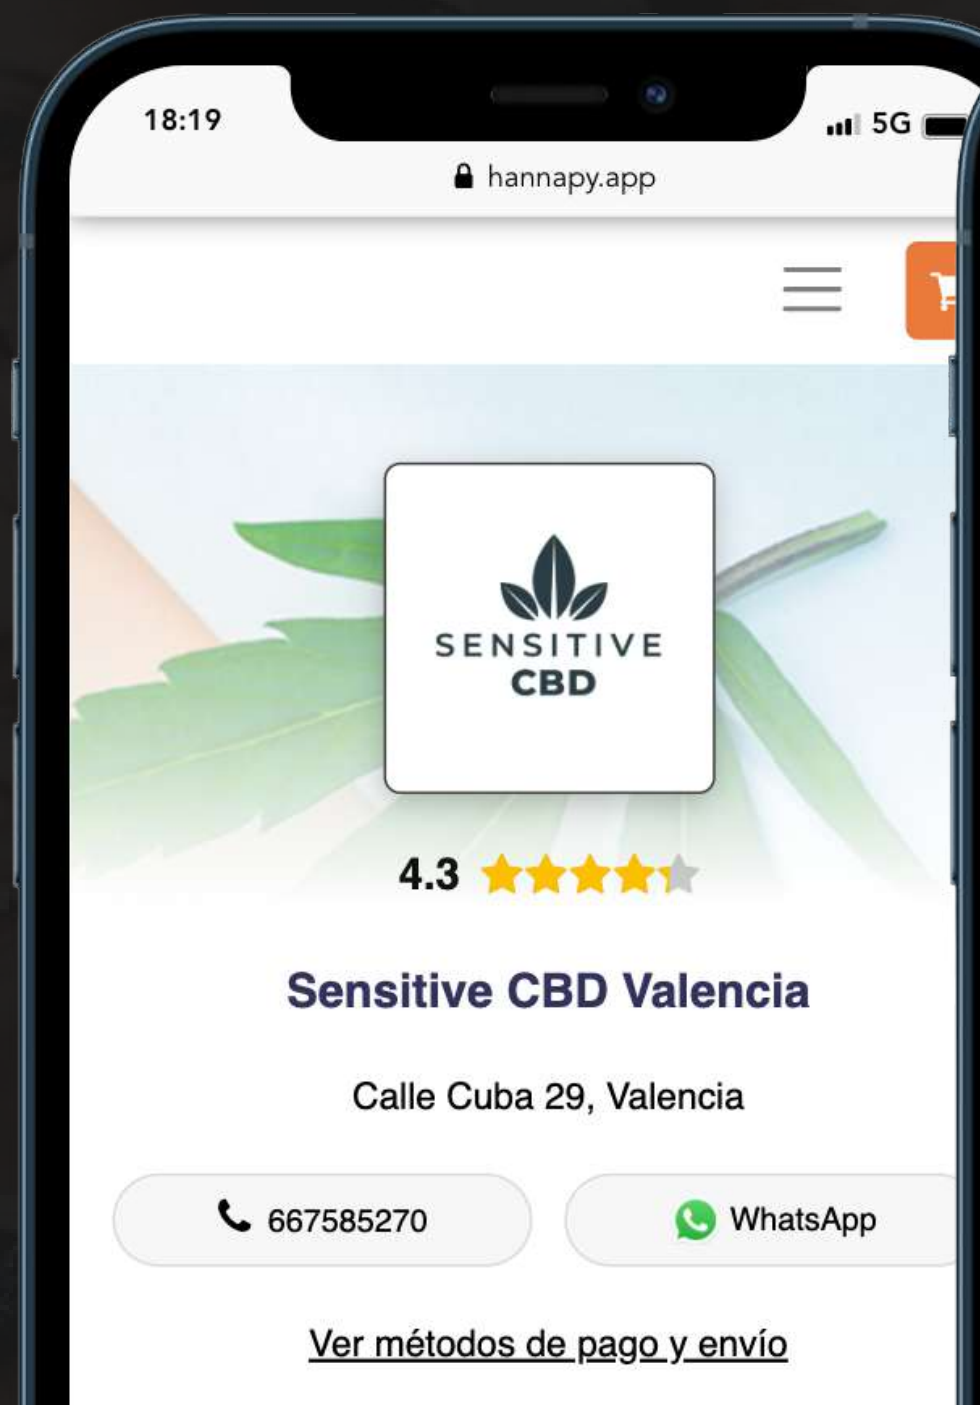 18:19
5G
hannapy.app
SENSITIVE
CBD
4.3
Sensitive CBD Valencia
Calle Cuba 29, Valencia
667585270
WhatsApp
Ver métodos de pago y envío